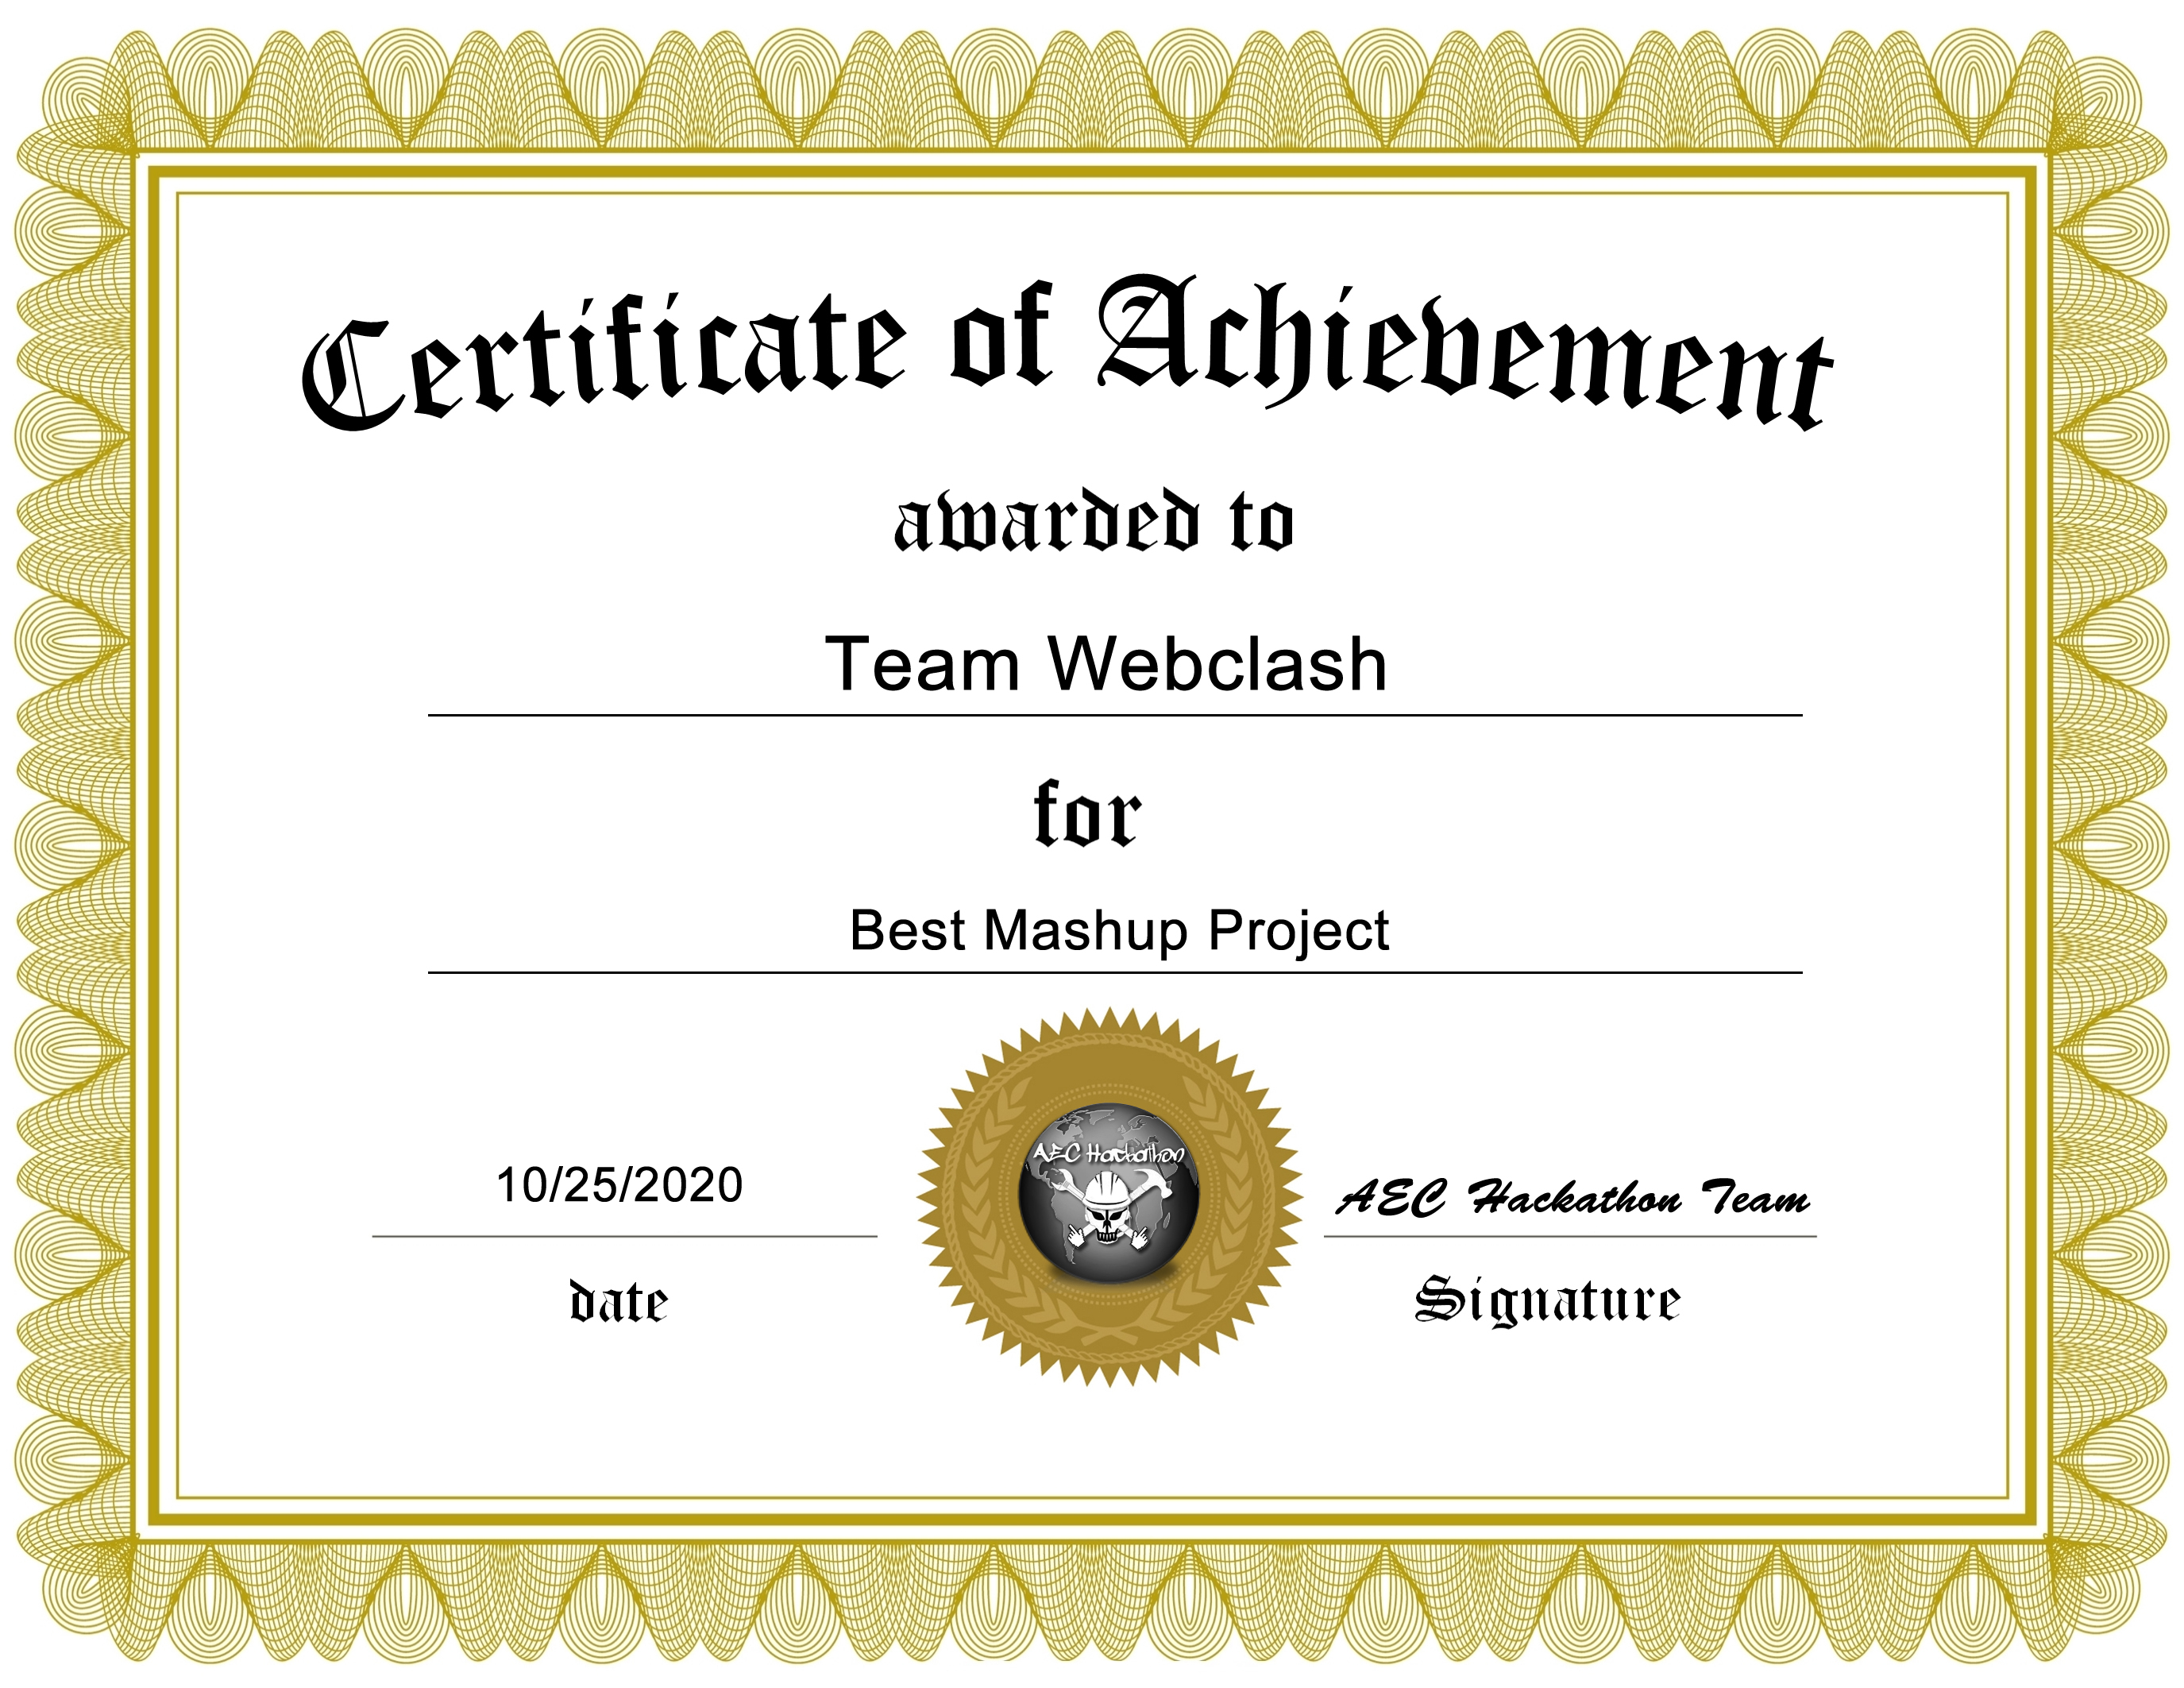 Certificate of Achievement
awarded to
Team Webclash
for
Best Mashup Project
AEC Hackathon
10/25/2020
AEC Hackathon Team
date
Signature